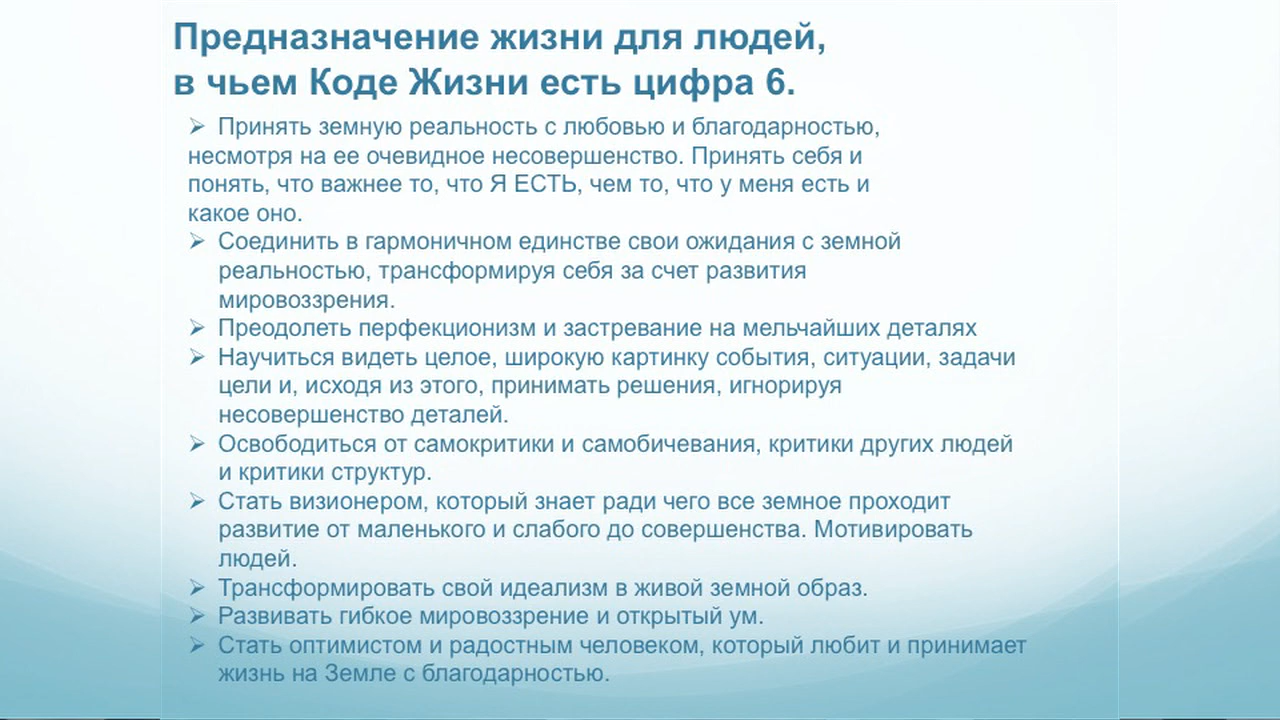 Предназначение жизни для людей,
в чьем Коде Жизни есть цифра 6.
➢ Принять земную реальность с любовью и благодарностью,
несмотря на ее очевидное несовершенство. Принять себя и
понять, что важнее то, что Я ЕСТЬ, чем то, что у меня есть и
какое оно.
➢ Соединить в гармоничном единстве свои ожидания с земной
реальностью, трансформируя себя за счет развития
мировоззрения.
➢ Преодолеть перфекционизм и застревание на мельчайших деталях
➢ Научиться видеть целое, широкую картинку события, ситуации, задачи
цели и, исходя из этого, принимать решения, игнорируя
несовершенство деталей.
➢ Освободиться от самокритики и самобичевания, критики других людей
и критики структур.
➢ Стать визионером, который знает ради чего все земное проходит
развитие от маленького и слабого до совершенства. Мотивировать
людей.
➢ Трансформировать свой идеализм в живой земной образ.
➢ Развивать гибкое мировоззрение и открытый ум.
➢ Стать оптимистом и радостным человеком, который любит и принимает
жизнь на Земле с благодарностью.